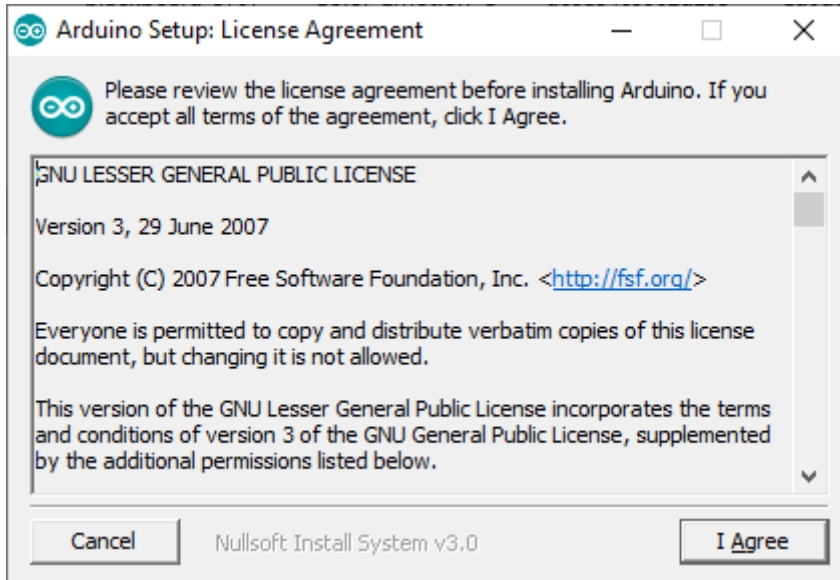 Arduino Setup: License Agreement
Please review the license agreement before installing Arduino. If you
accept all terms of the agreement, click I Agree.
GNU LESSER GENERAL PUBLIC LICENSE
Version 3, 29 June 2007
Copyright (C) 2007 Free Software Foundation, Inc. <http://fsf.org/>
Everyone is permitted to copy and distribute verbatim copies of this license
document, but changing it is not allowed.
This version of the GNU Lesser General Public License incorporates the terms
and conditions of version 3 of the GNU General Public License, supplemented
by the additional permissions listed below.
Cancel
Nullsoft Install System v3.0
I Agree